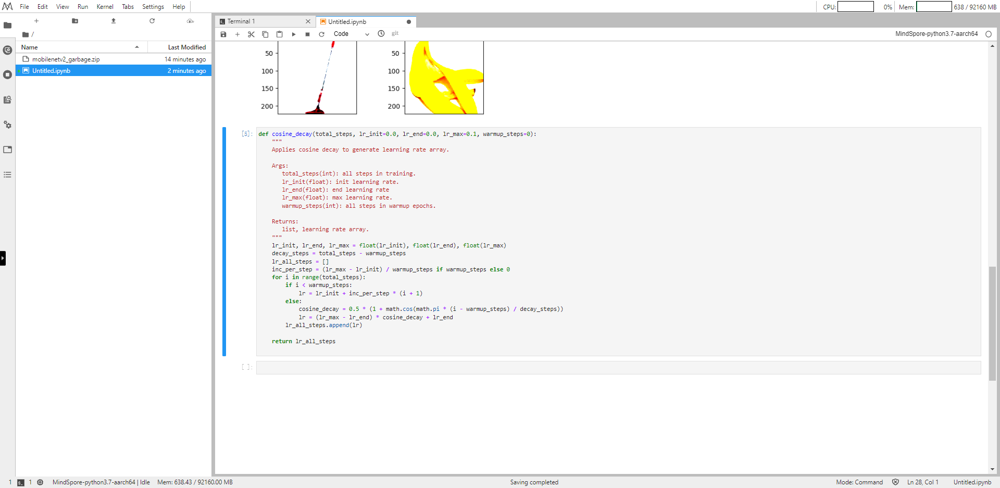 File Edit View Run Kernel Tabs Settings Help
CPU: 0% Mem: 638 / 92160 MB
Terminal 1
Untitled.ipynb
/
Code
git
MindSpore-python3.7-aarch64
Name Last Modified
mobilenetv2_garbage.zip 14 minutes ago
Untitled.ipynb 2 minutes ago
50
100
150
200
50
100
150
200
[5]:
def cosine_decay(total_steps, lr_init=0.0, lr_end=0.0, lr_max=0.1, warmup_steps=0):
    """
    Applies cosine decay to generate learning rate array.
    Args:
       total_steps(int): all steps in training.
       lr_init(float): init learning rate.
       lr_end(float): end learning rate
       lr_max(float): max learning rate.
       warmup_steps(int): all steps in warmup epochs.
    Returns:
       list, learning rate array.
    """
    lr_init, lr_end, lr_max = float(lr_init), float(lr_end), float(lr_max)
    decay_steps = total_steps - warmup_steps
    lr_all_steps = []
    inc_per_step = (lr_max - lr_init) / warmup_steps if warmup_steps else 0
    for i in range(total_steps):
        if i < warmup_steps:
            lr = lr_init + inc_per_step * (i + 1)
        else:
            cosine_decay = 0.5 * (1 + math.cos(math.pi * (i - warmup_steps) / decay_steps))
            lr = (lr_max - lr_end) * cosine_decay + lr_end
        lr_all_steps.append(lr)
    return lr_all_steps
[ ]:
1 1 MindSpore-python3.7-aarch64 | Idle Mem: 638.43 / 92160.00 MB Saving completed Mode: Command Ln 28, Col 1 Untitled.ipynb